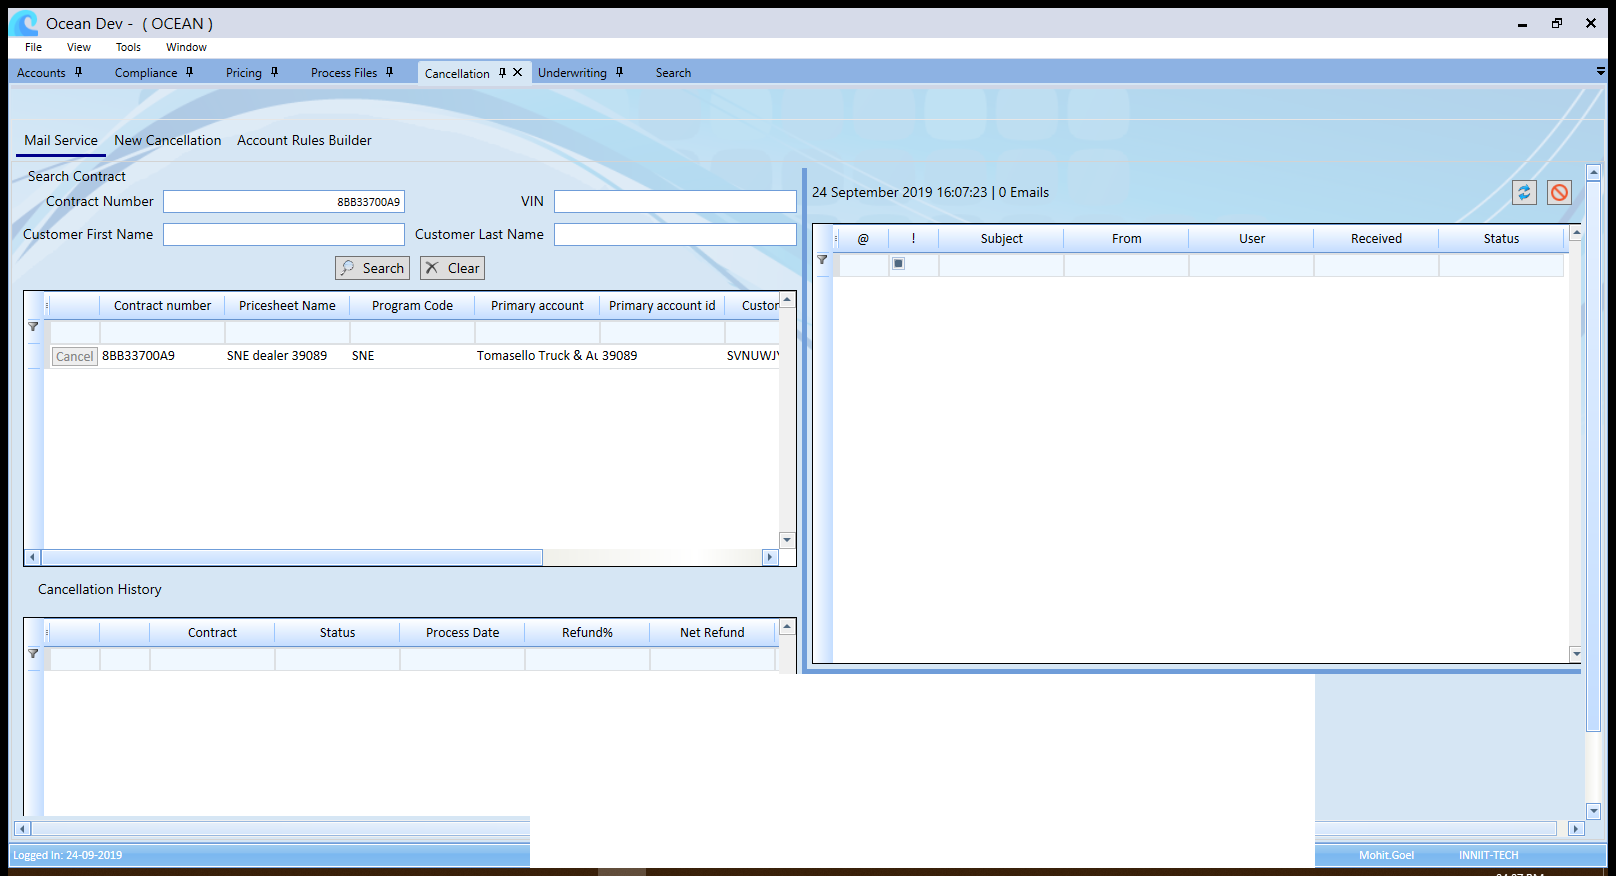 Ocean Dev -  ( OCEAN )
File View Tools Window
Accounts Compliance Pricing Process Files Cancellation Underwriting Search
Mail Service New Cancellation Account Rules Builder
Search Contract
Contract Number 8BB33700A9 VIN
Customer First Name Customer Last Name
Search Clear
Contract number Pricesheet Name Program Code Primary account Primary account id Custor
Cancel 8BB33700A9 SNE dealer 39089 SNE Tomasello Truck & Au 39089 SVNUWJY
Cancellation History
Contract Status Process Date Refund% Net Refund
24 September 2019 16:07:23 | 0 Emails
@ ! Subject From User Received Status
Logged In: 24-09-2019 Mohit.Goel INNIIT-TECH